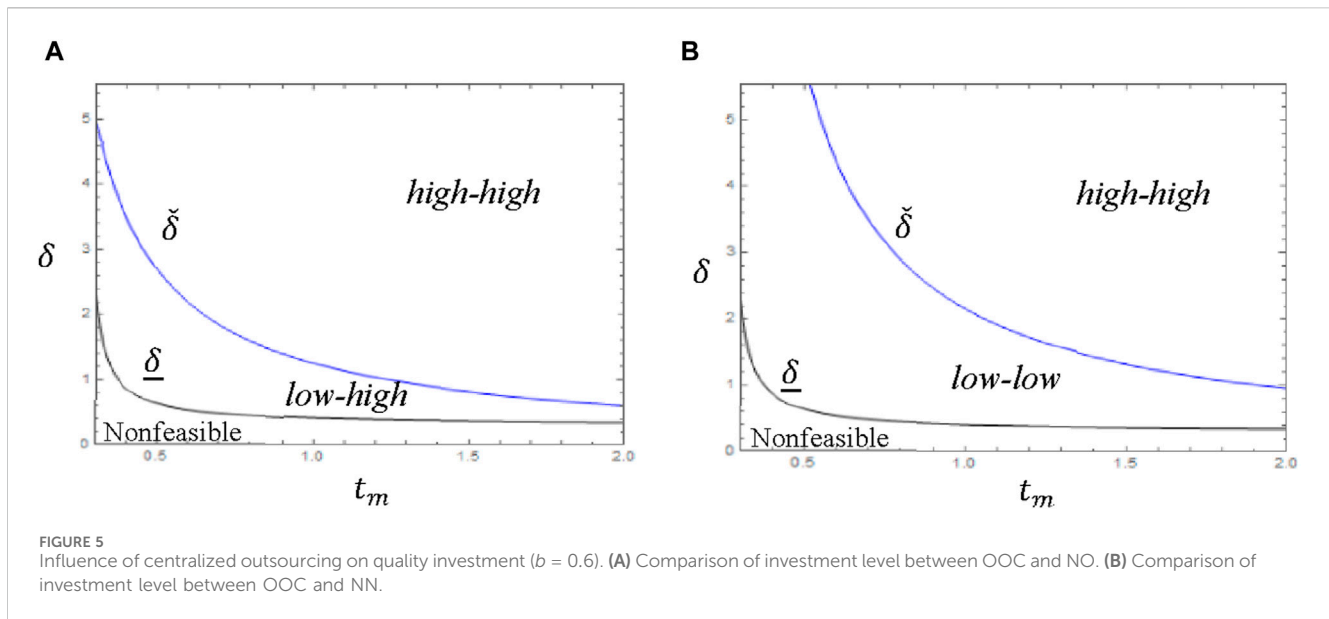 A
5
4
3
2
1
0
δ
high-high
δ̌
δ
low-high
Nonfeasible
0.5
1.0
1.5
2.0
t_m
B
5
4
3
2
1
0
δ
high-high
δ̌
δ
low-low
Nonfeasible
0.5
1.0
1.5
2.0
t_m
FIGURE 5
Influence of centralized outsourcing on quality investment (b = 0.6). (A) Comparison of investment level between OOC and NO. (B) Comparison of
investment level between OOC and NN.